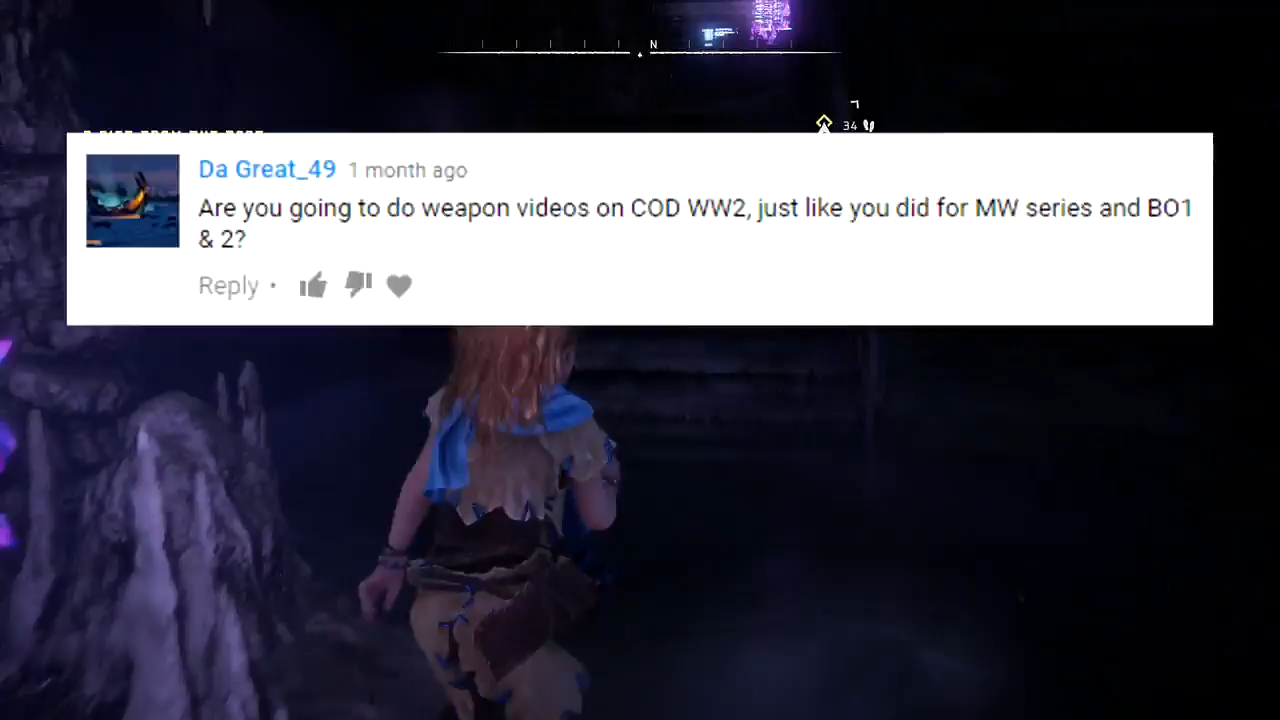 N
34
Da Great_49 1 month ago
Are you going to do weapon videos on COD WW2, just like you did for MW series and BO1
& 2?
Reply •